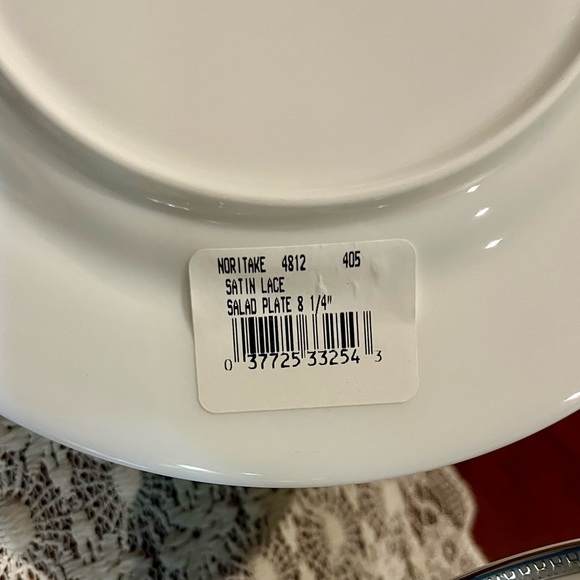 NORITAKE 4812 405
SATIN LACE
SALAD PLATE 8 1/4"
0 37725 33254 3